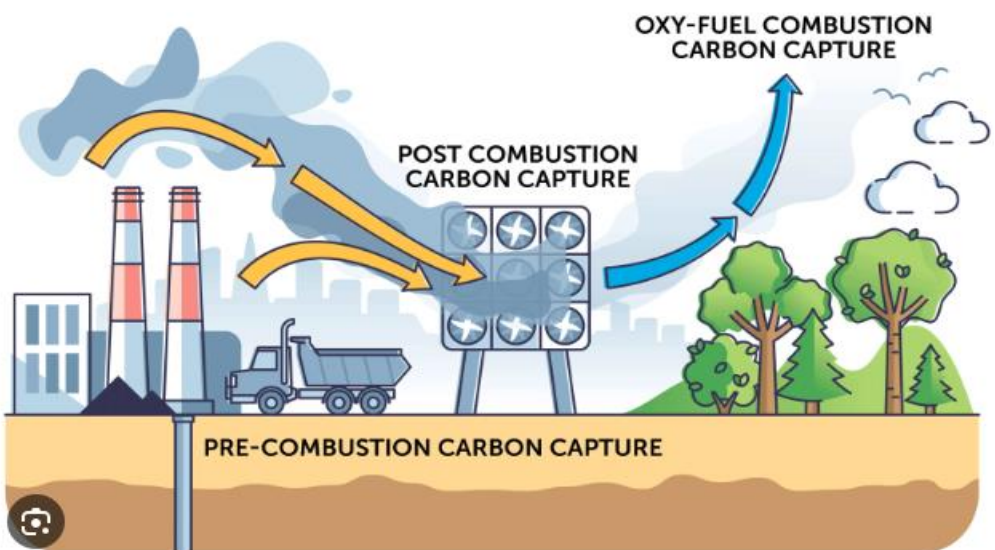 OXY-FUEL COMBUSTION
CARBON CAPTURE
POST COMBUSTION
CARBON CAPTURE
PRE-COMBUSTION CARBON CAPTURE